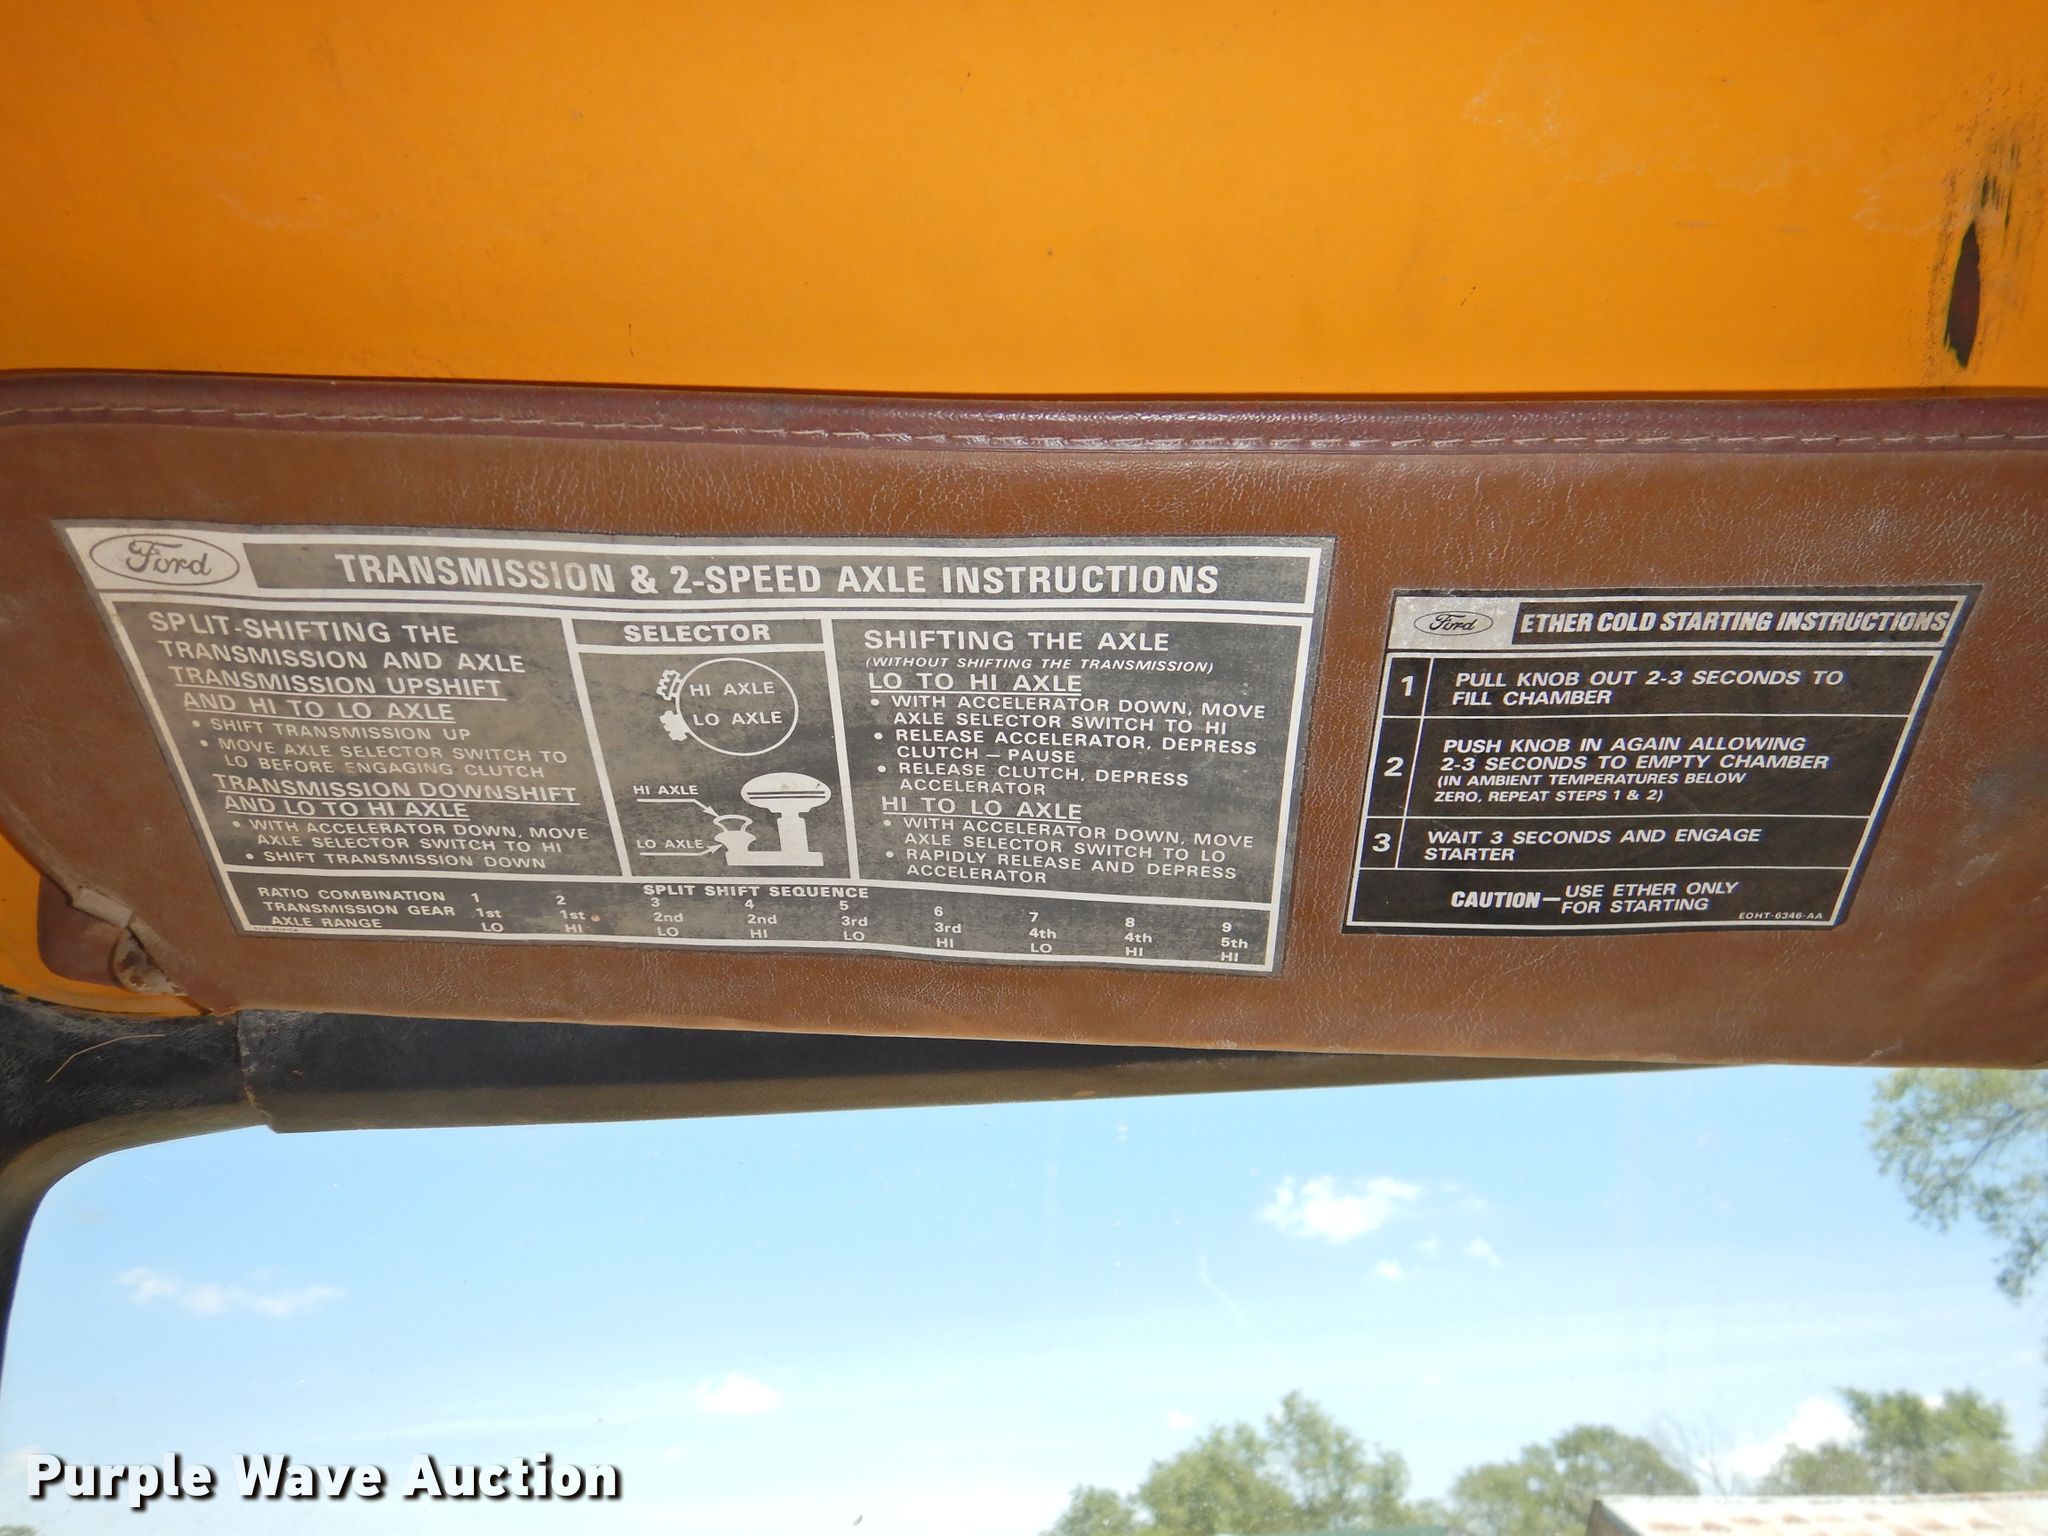 Ford
TRANSMISSION & 2-SPEED AXLE INSTRUCTIONS
SPLIT-SHIFTING THE
TRANSMISSION AND AXLE
TRANSMISSION UPSHIFT
AND HI TO LO AXLE
• SHIFT TRANSMISSION UP
• MOVE AXLE SELECTOR SWITCH TO
LO BEFORE ENGAGING CLUTCH
TRANSMISSION DOWNSHIFT
AND LO TO HI AXLE
• WITH ACCELERATOR DOWN, MOVE
AXLE SELECTOR SWITCH TO HI
• SHIFT TRANSMISSION DOWN
SELECTOR
HI AXLE
LO AXLE
HI AXLE
LO AXLE
SHIFTING THE AXLE
(WITHOUT SHIFTING THE TRANSMISSION)
LO TO HI AXLE
• WITH ACCELERATOR DOWN, MOVE
AXLE SELECTOR SWITCH TO HI
• RELEASE ACCELERATOR, DEPRESS
CLUTCH — PAUSE
• RELEASE CLUTCH, DEPRESS
ACCELERATOR
HI TO LO AXLE
• WITH ACCELERATOR DOWN, MOVE
AXLE SELECTOR SWITCH TO LO
• RAPIDLY RELEASE AND DEPRESS
ACCELERATOR
SPLIT SHIFT SEQUENCE
RATIO COMBINATION 1 2 3 4 5 6 7 8 9
TRANSMISSION GEAR 1st 1st 2nd 2nd 3rd 3rd 4th 4th 5th
AXLE RANGE LO HI LO HI LO HI LO HI HI
Ford
ETHER COLD STARTING INSTRUCTIONS
1 PULL KNOB OUT 2-3 SECONDS TO
FILL CHAMBER
2 PUSH KNOB IN AGAIN ALLOWING
2-3 SECONDS TO EMPTY CHAMBER
(IN AMBIENT TEMPERATURES BELOW
ZERO, REPEAT STEPS 1 & 2)
3 WAIT 3 SECONDS AND ENGAGE
STARTER
CAUTION— USE ETHER ONLY
FOR STARTING
EOHT-6346-AA
Purple Wave Auction